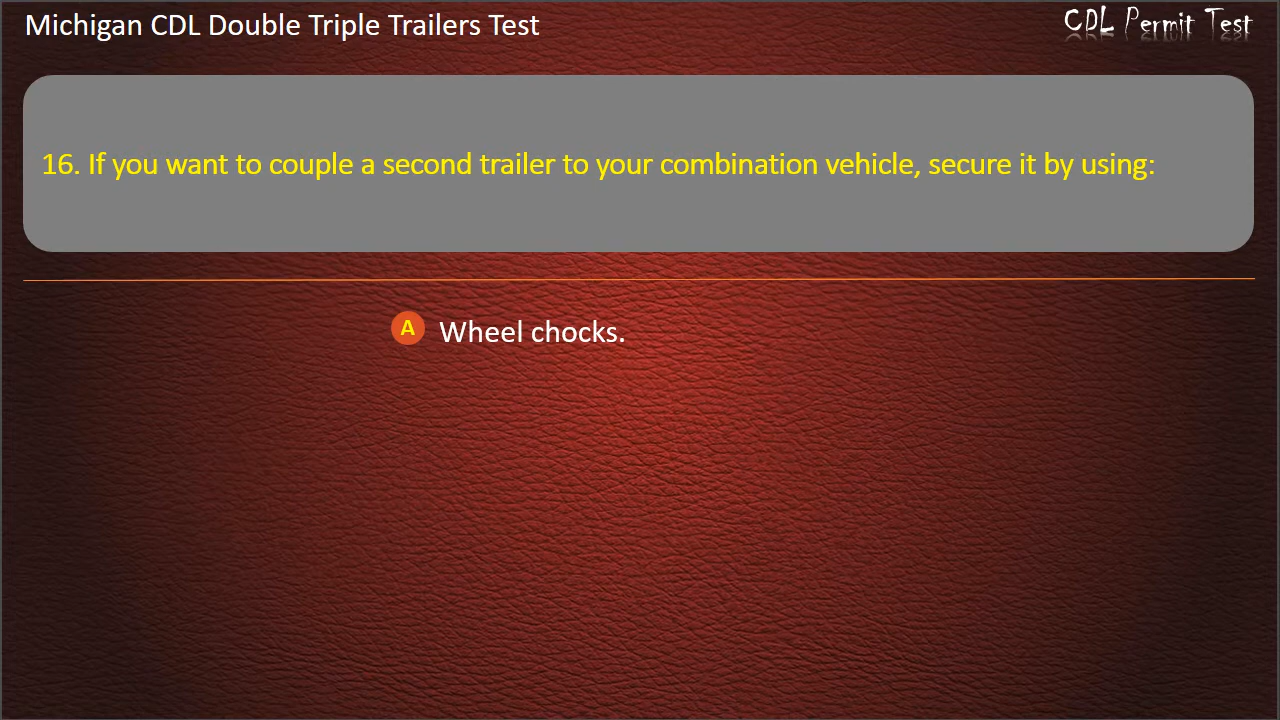 Michigan CDL Double Triple Trailers Test
CDL Permit Test
16. If you want to couple a second trailer to your combination vehicle, secure it by using:
A Wheel chocks.